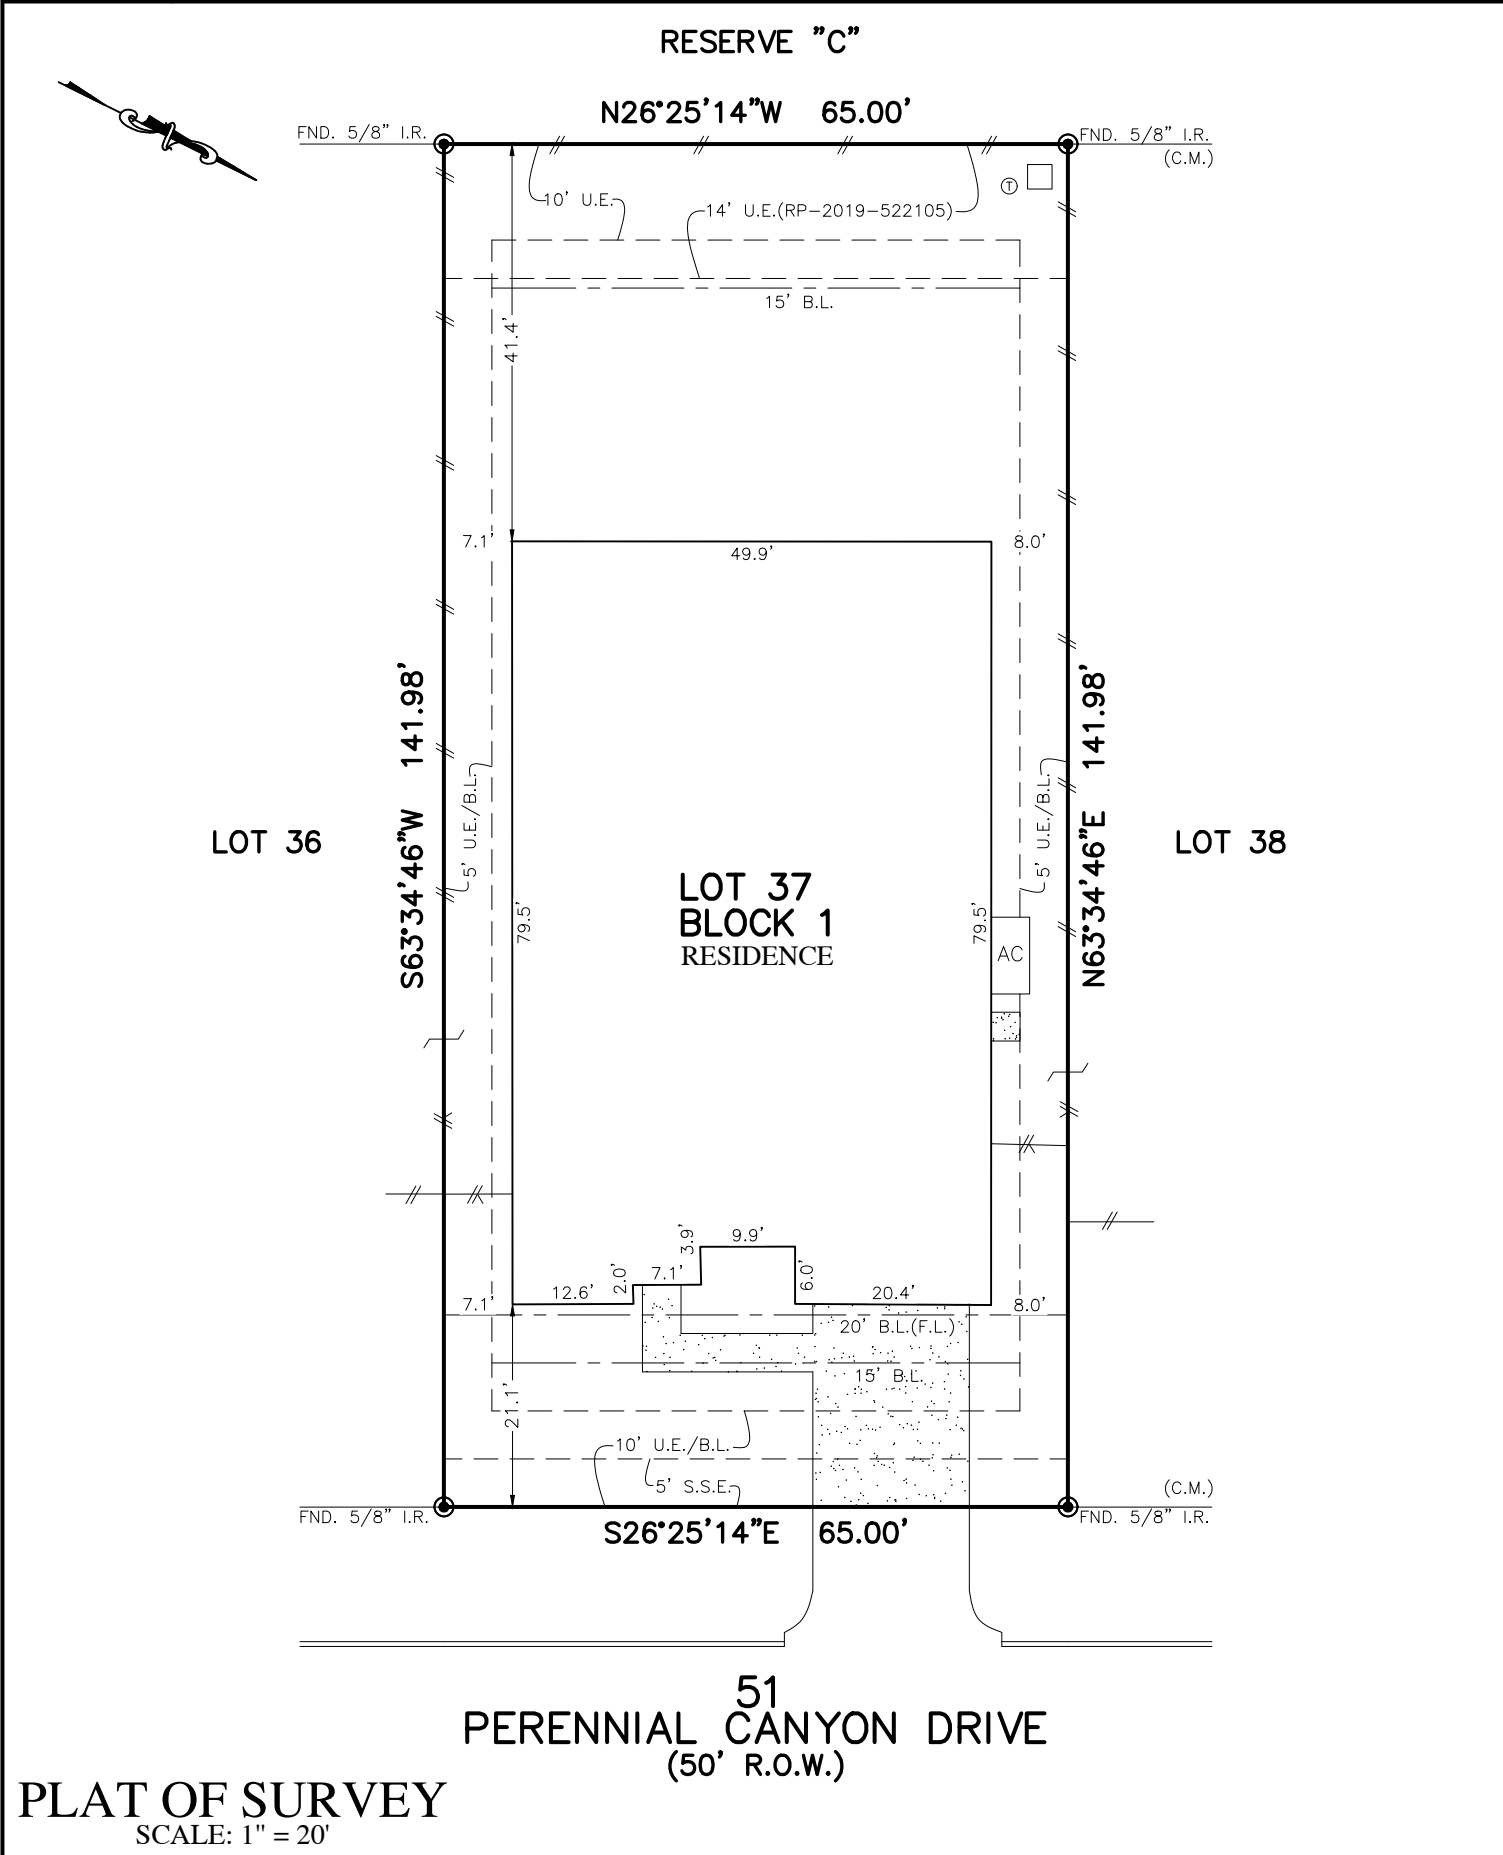 RESERVE "C"
N26°25'14"W 65.00'
FND. 5/8" I.R.
FND. 5/8" I.R.
(C.M.)
10' U.E.
14' U.E.(RP-2019-522105)
T
15' B.L.
41.4'
7.1'
49.9'
8.0'
S63°34'46"W 141.98'
N63°34'46"E 141.98'
5' U.E./B.L.
5' U.E./B.L.
LOT 36
LOT 38
LOT 37
BLOCK 1
RESIDENCE
79.5'
79.5'
AC
3.9'
9.9'
2.0'
7.1'
6.0'
12.6'
20.4'
7.1'
8.0'
20' B.L.(F.L.)
15' B.L.
21.1'
10' U.E./B.L.
5' S.S.E.
(C.M.)
FND. 5/8" I.R.
FND. 5/8" I.R.
S26°25'14"E 65.00'
51
PERENNIAL CANYON DRIVE
(50' R.O.W.)
PLAT OF SURVEY
SCALE: 1" = 20'